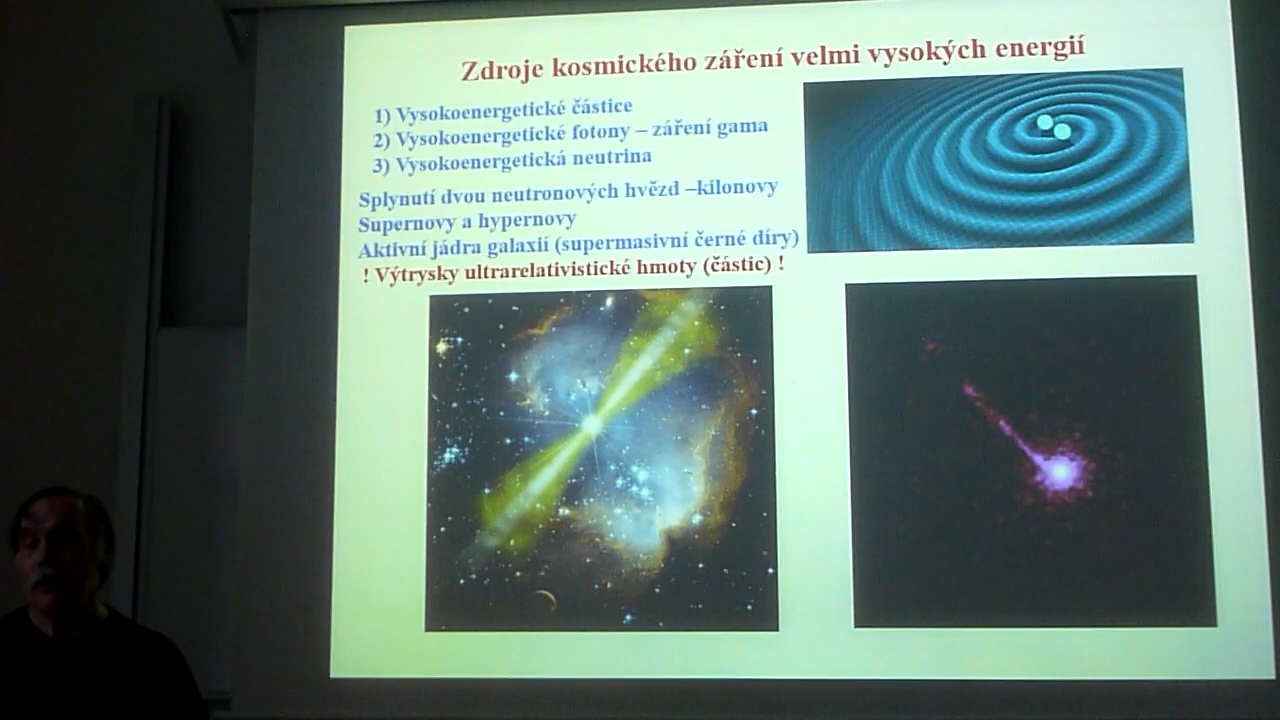 Zdroje kosmického záření velmi vysokých energií
1) Vysokoenergetické částice
2) Vysokoenergetické fotony – záření gama
3) Vysokoenergetická neutrina
Splynutí dvou neutronových hvězd –kilonovy
Supernovy a hypernovy
Aktivní jádra galaxií (supermasivní černé díry)
! Výtrysky ultrarelativistické hmoty (částic) !